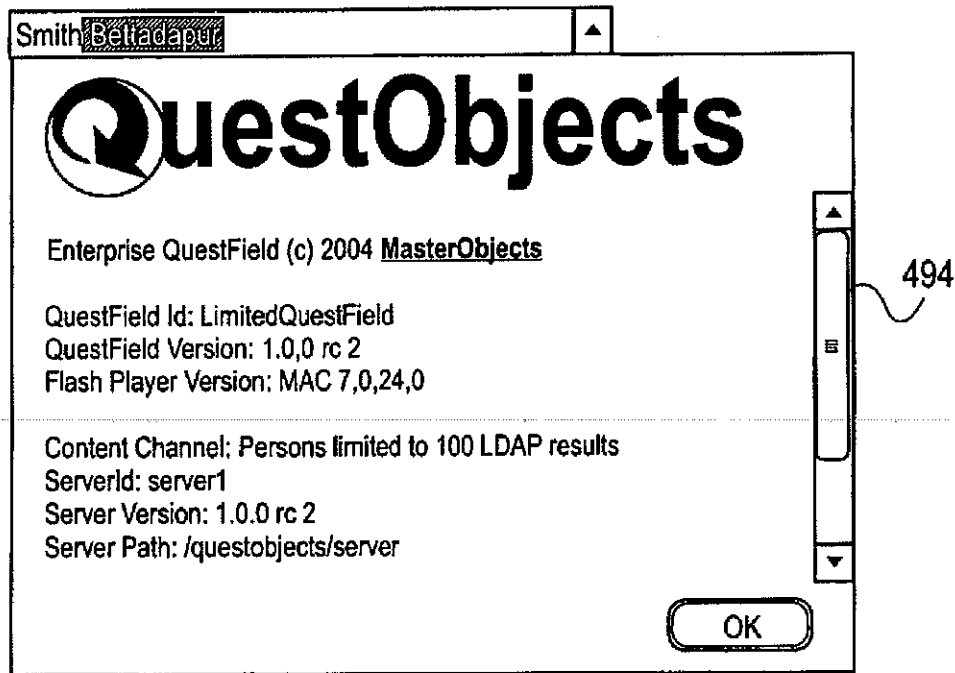 Smith Bettadapur
QuestObjects
Enterprise QuestField (c) 2004 MasterObjects
494
QuestField Id: LimitedQuestField
QuestField Version: 1.0,0 rc 2
Flash Player Version: MAC 7,0,24,0
Content Channel: Persons limited to 100 LDAP results
ServerId: server1
Server Version: 1.0.0 rc 2
Server Path: /questobjects/server
OK